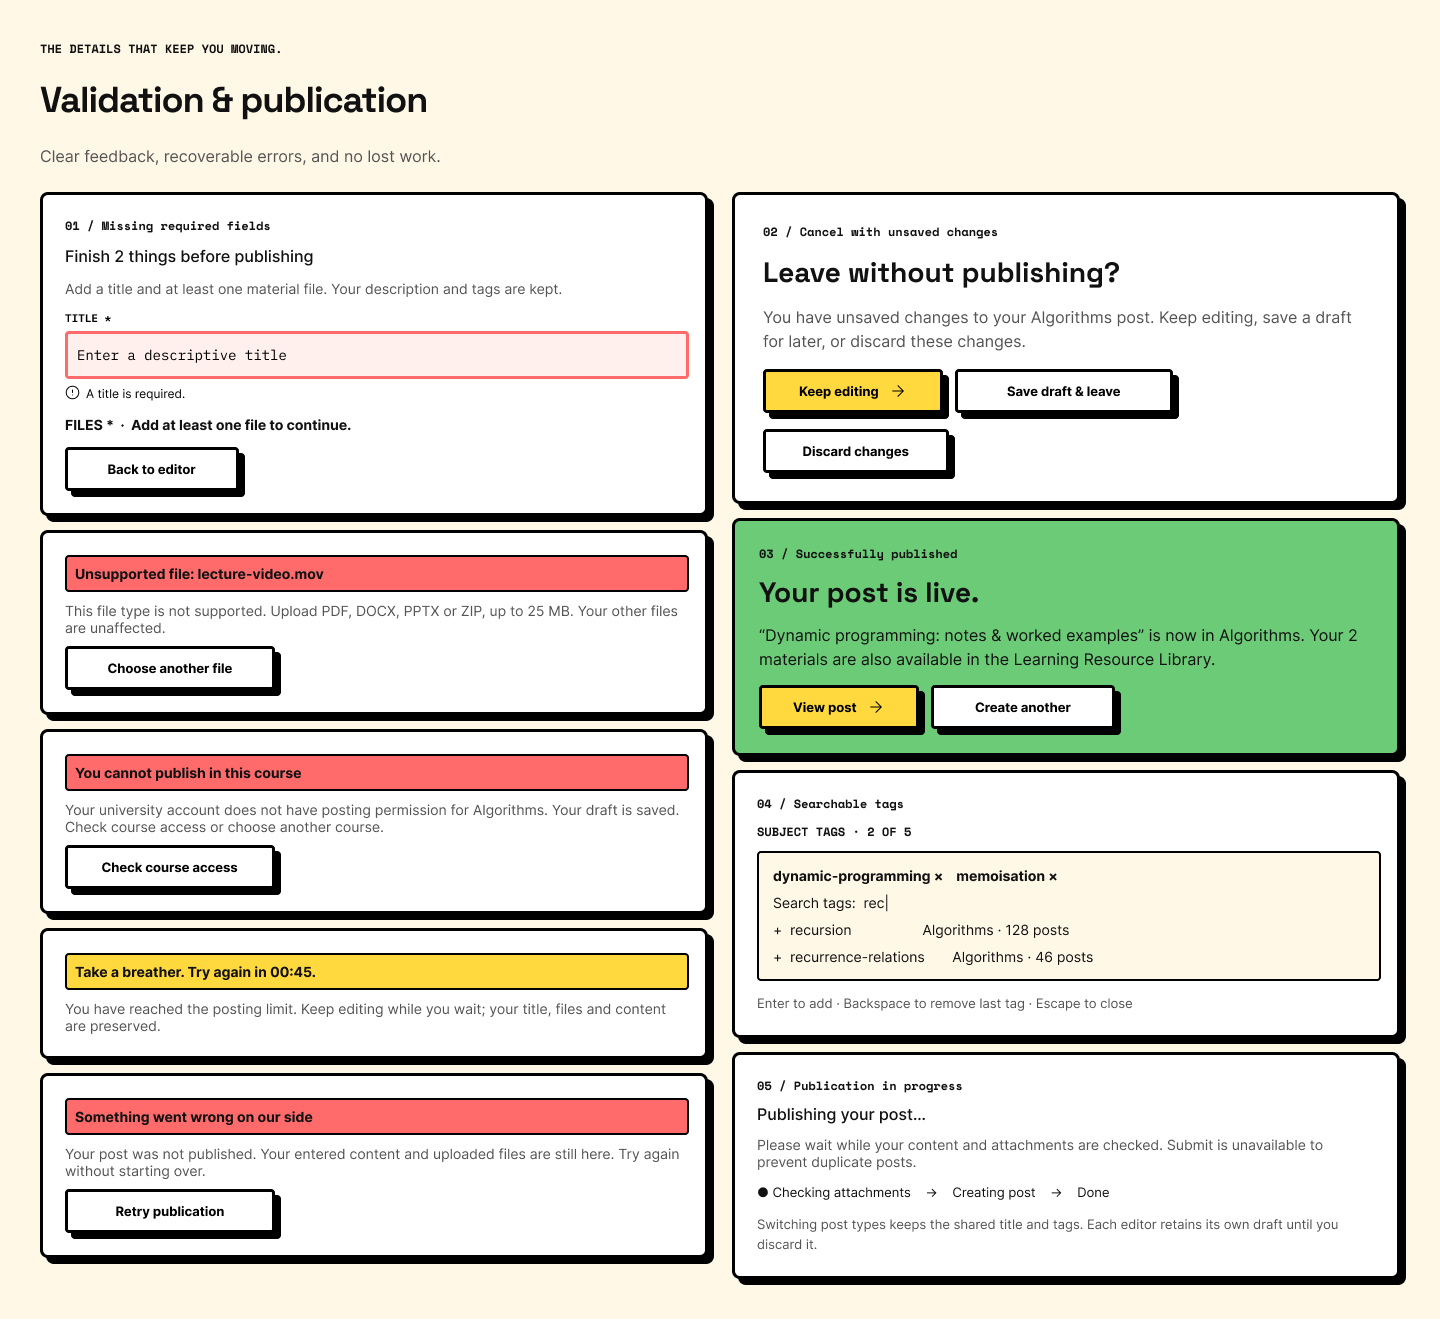 THE DETAILS THAT KEEP YOU MOVING.
Validation & publication
Clear feedback, recoverable errors, and no lost work.
01 / Missing required fields
Finish 2 things before publishing
Add a title and at least one material file. Your description and tags are kept.
TITLE *
Enter a descriptive title
A title is required.
FILES * · Add at least one file to continue.
Back to editor
Unsupported file: lecture-video.mov
This file type is not supported. Upload PDF, DOCX, PPTX or ZIP, up to 25 MB. Your other files
are unaffected.
Choose another file
You cannot publish in this course
Your university account does not have posting permission for Algorithms. Your draft is saved.
Check course access or choose another course.
Check course access
Take a breather. Try again in 00:45.
You have reached the posting limit. Keep editing while you wait; your title, files and content
are preserved.
Something went wrong on our side
Your post was not published. Your entered content and uploaded files are still here. Try again
without starting over.
Retry publication
02 / Cancel with unsaved changes
Leave without publishing?
You have unsaved changes to your Algorithms post. Keep editing, save a draft
for later, or discard these changes.
Keep editing →
Save draft & leave
Discard changes
03 / Successfully published
Your post is live.
“Dynamic programming: notes & worked examples” is now in Algorithms. Your 2
materials are also available in the Learning Resource Library.
View post →
Create another
04 / Searchable tags
SUBJECT TAGS · 2 OF 5
dynamic-programming × memoisation ×
Search tags: rec|
+ recursion Algorithms · 128 posts
+ recurrence-relations Algorithms · 46 posts
Enter to add · Backspace to remove last tag · Escape to close
05 / Publication in progress
Publishing your post…
Please wait while your content and attachments are checked. Submit is unavailable to
prevent duplicate posts.
● Checking attachments → Creating post → Done
Switching post types keeps the shared title and tags. Each editor retains its own draft until you
discard it.